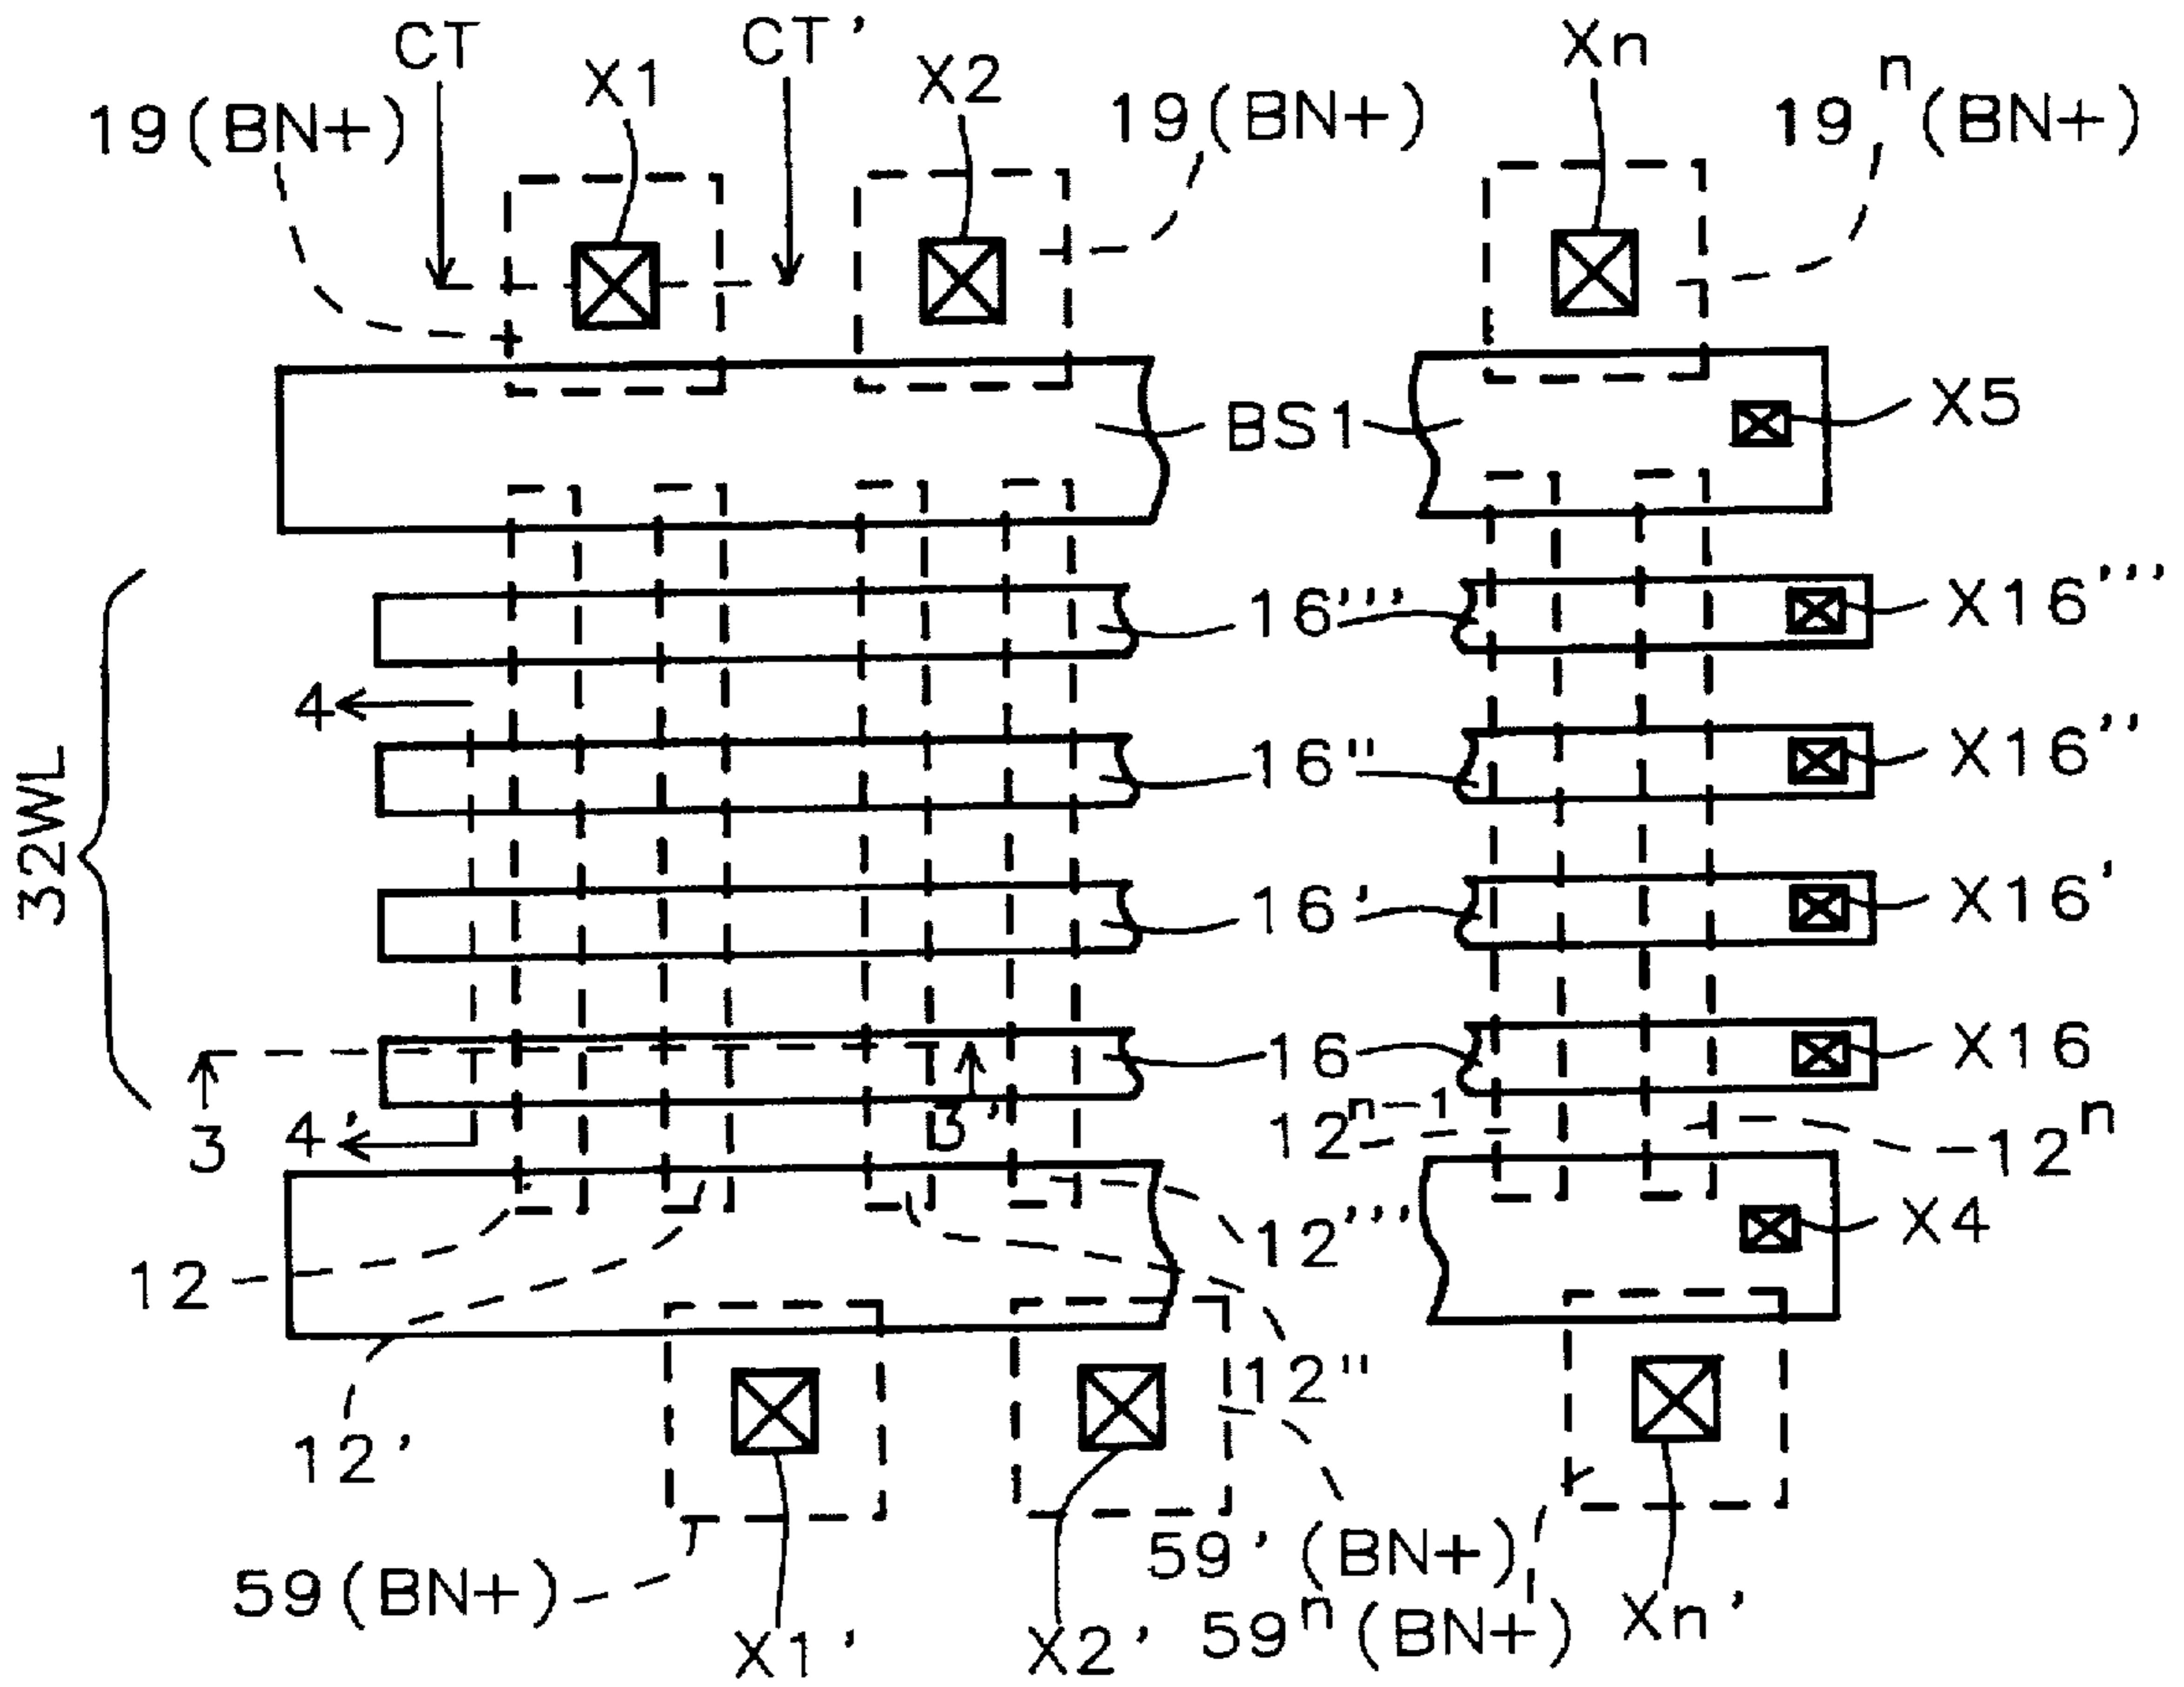 CT
CT'
Xn
X1
X2
19(BN+)
19(BN+)
19ⁿ(BN+)
BS1
X5
16'''
X16'''
4
16"
X16''
32WL
16'
X16'
16
X16
3
4'
3'
12ⁿ⁻¹
12ⁿ
12
12'''
X4
12"
12'
59(BN+)
59'(BN+)
X1'
X2'
59ⁿ(BN+)
Xn'